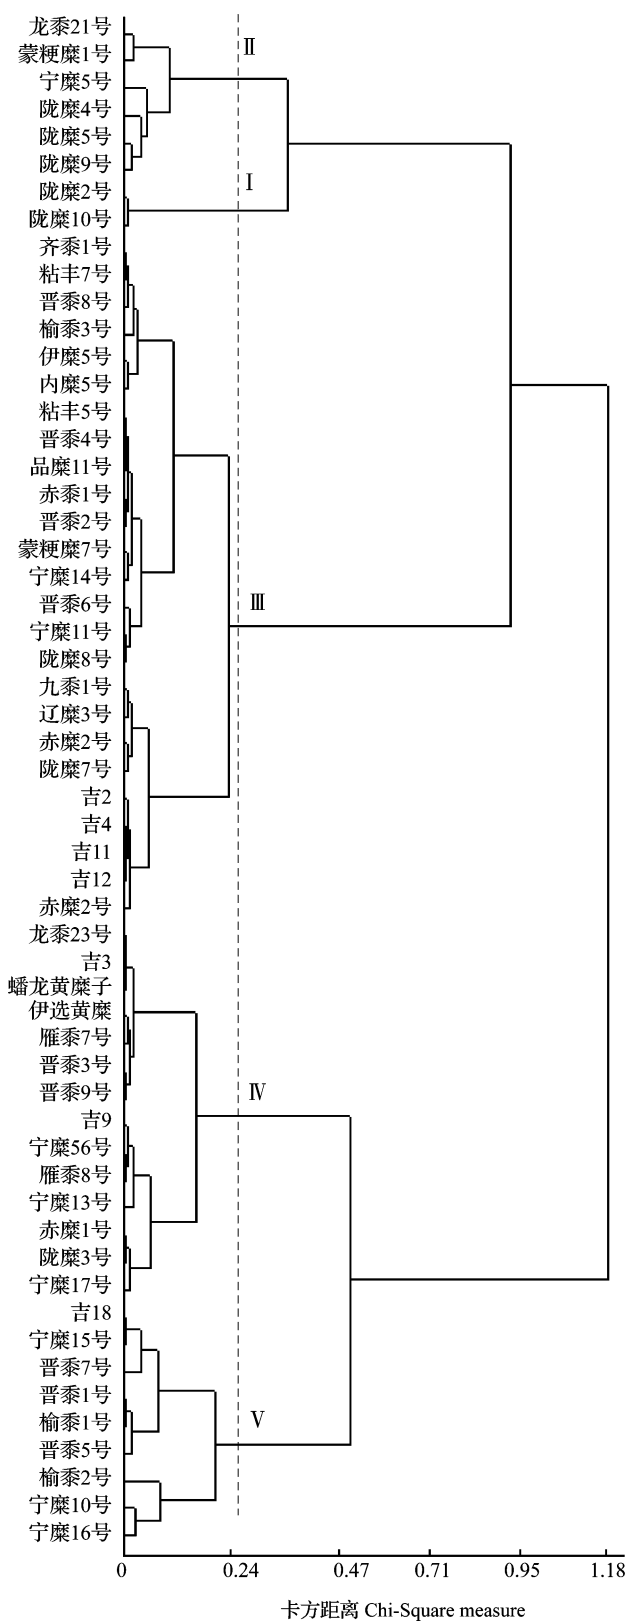 龙黍21号
蒙粳糜1号
宁糜5号
陇糜4号
陇糜5号
陇糜9号
陇糜2号
陇糜10号
齐黍1号
粘丰7号
晋黍8号
榆黍3号
伊糜5号
内糜5号
粘丰5号
晋黍4号
品糜11号
赤黍1号
晋黍2号
蒙粳糜7号
宁糜14号
晋黍6号
宁糜11号
陇糜8号
九黍1号
辽糜3号
赤糜2号
陇糜7号
吉2
吉4
吉11
吉12
赤糜2号
龙黍23号
吉3
蟠龙黄糜子
伊选黄糜
雁黍7号
晋黍3号
晋黍9号
吉9
宁糜56号
雁黍8号
宁糜13号
赤糜1号
陇糜3号
宁糜17号
吉18
宁糜15号
晋黍7号
晋黍1号
榆黍1号
晋黍5号
榆黍2号
宁糜10号
宁糜16号
Ⅱ
Ⅰ
Ⅲ
Ⅳ
Ⅴ
0 0.24 0.47 0.71 0.95 1.18
卡方距离 Chi-Square measure